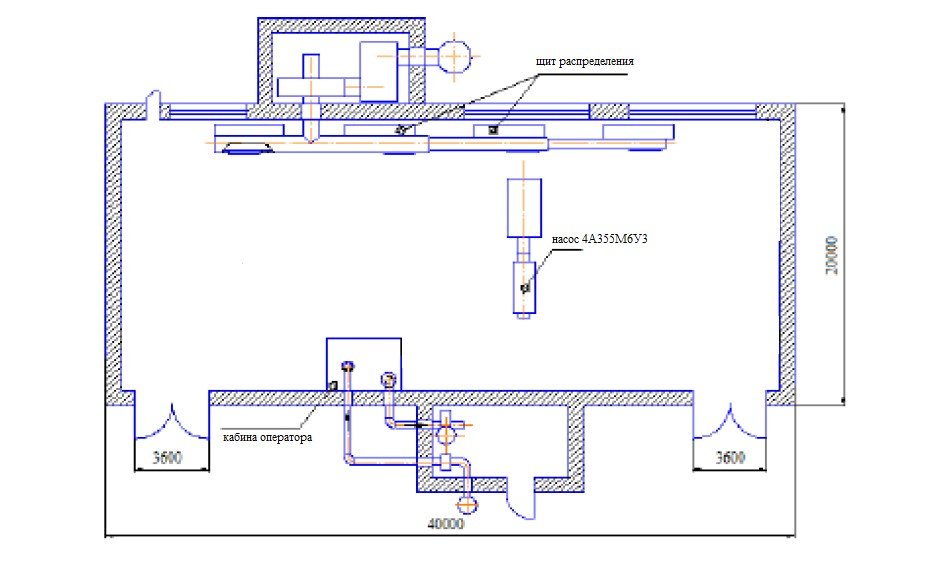 щит распределения
насос 4А355М6У3
20000
кабина оператора
3600
3600
40000